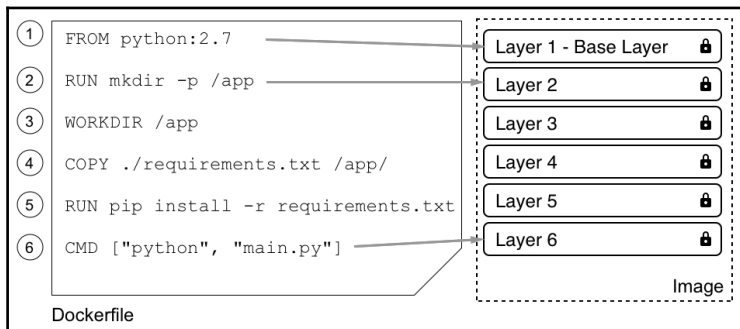 1 FROM python:2.7
2 RUN mkdir -p /app
3 WORKDIR /app
4 COPY ./requirements.txt /app/
5 RUN pip install -r requirements.txt
6 CMD ["python", "main.py"]
Dockerfile
Layer 1 - Base Layer
Layer 2
Layer 3
Layer 4
Layer 5
Layer 6
Image